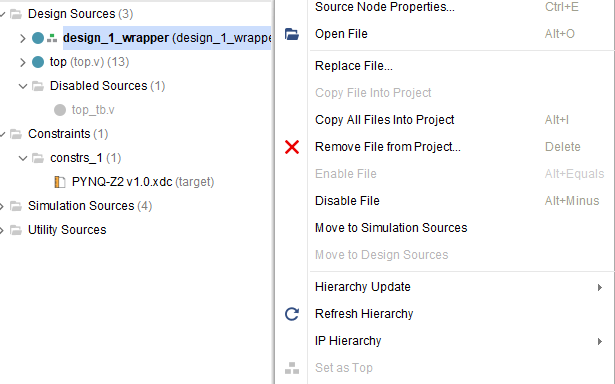 Design Sources (3)
design_1_wrapper (design_1_wrappe
top (top.v) (13)
Disabled Sources (1)
top_tb.v
Constraints (1)
constrs_1 (1)
PYNQ-Z2 v1.0.xdc (target)
Simulation Sources (4)
Utility Sources
Source Node Properties... Ctrl+E
Open File Alt+O
Replace File...
Copy File Into Project
Copy All Files Into Project Alt+I
Remove File from Project... Delete
Enable File Alt+Equals
Disable File Alt+Minus
Move to Simulation Sources
Move to Design Sources
Hierarchy Update
Refresh Hierarchy
IP Hierarchy
Set as Top